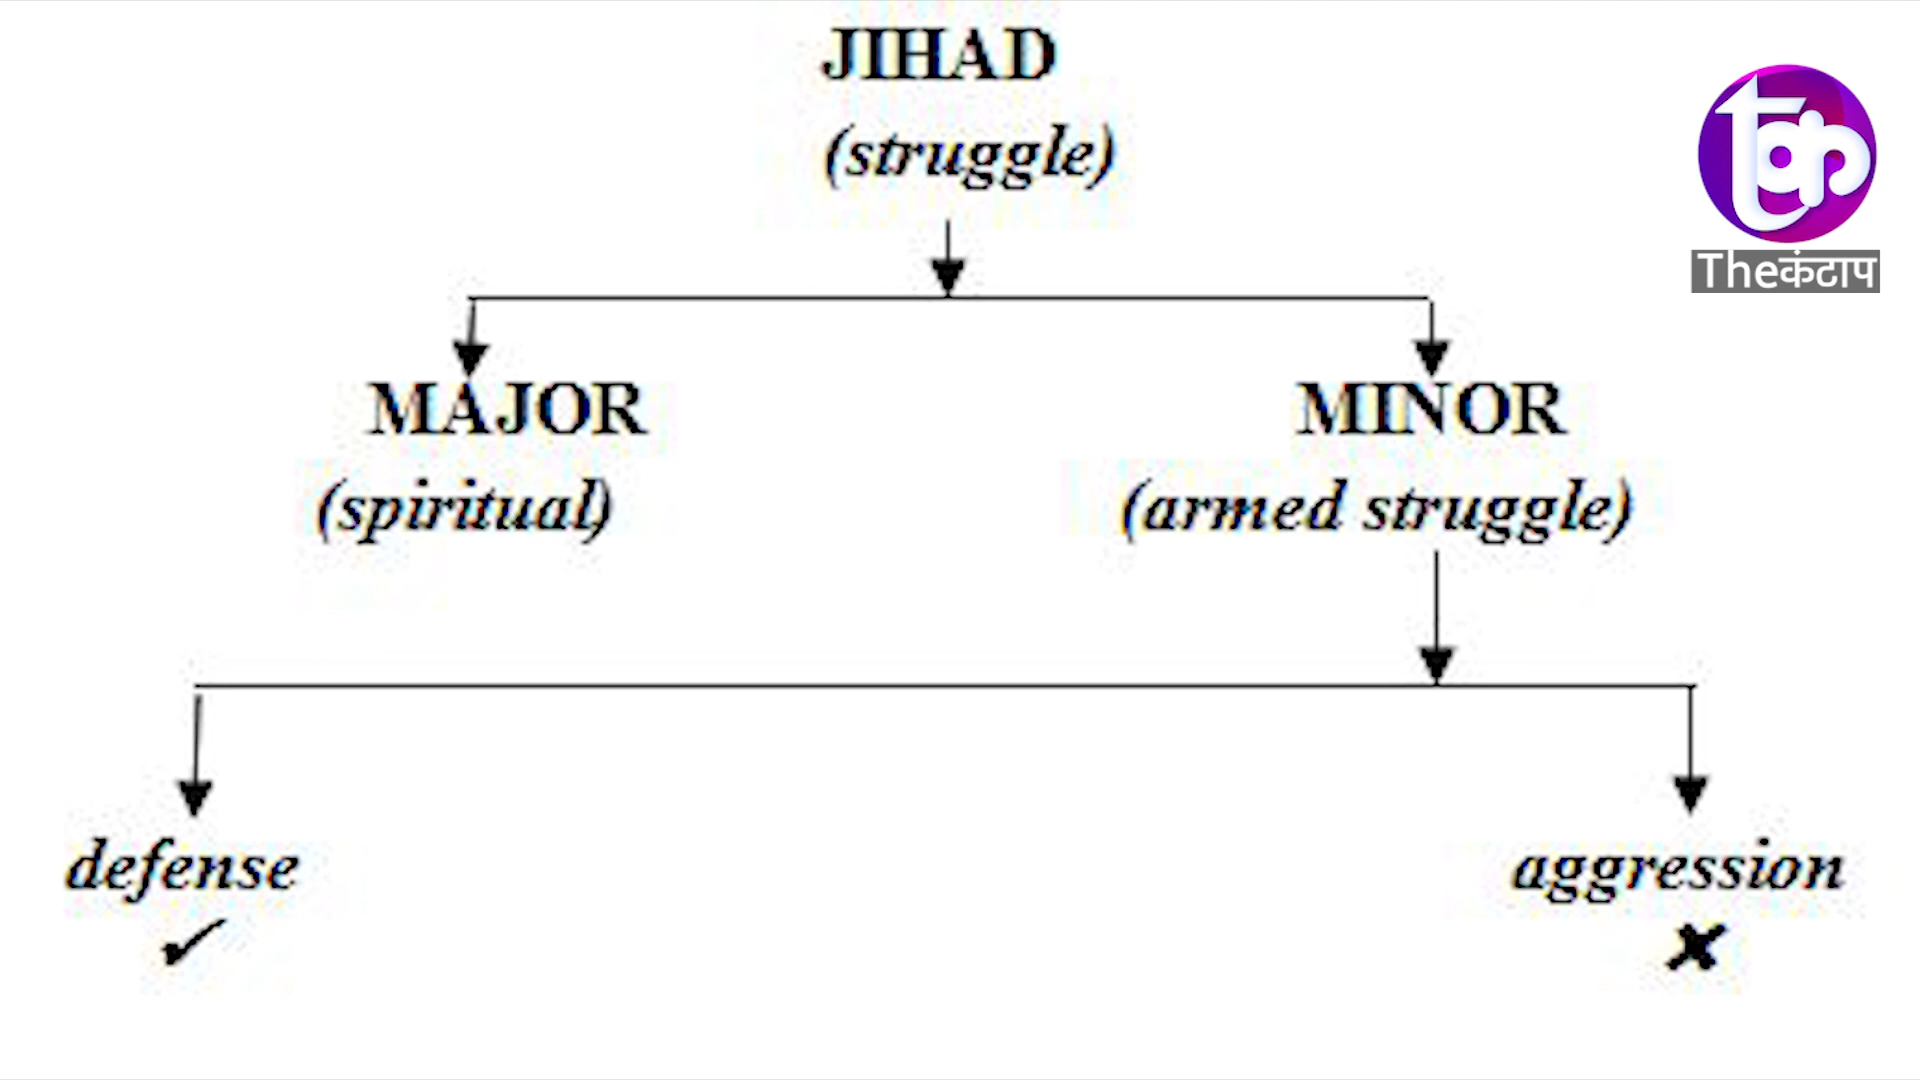 JIHAD
(struggle)
Theकंटाप
MAJOR
MINOR
(spiritual)
(armed struggle)
defense
aggression